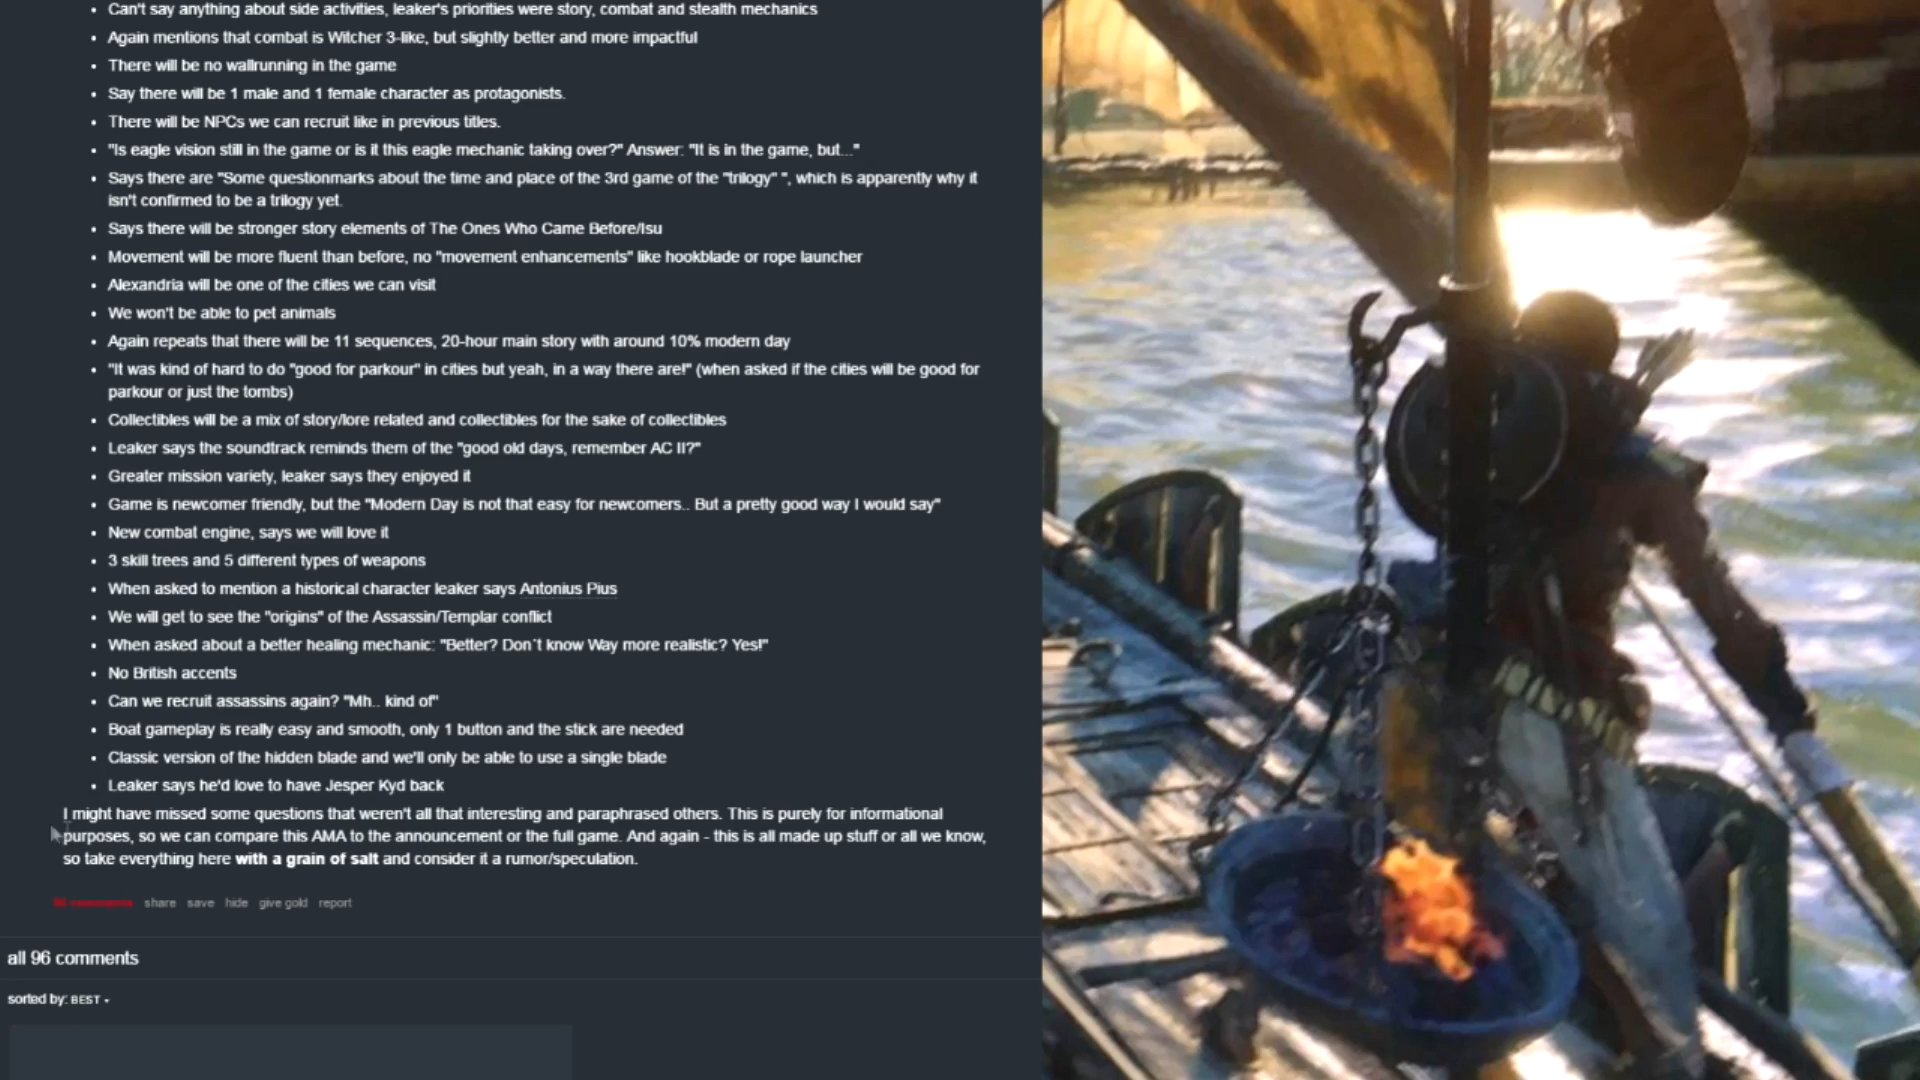 Can't say anything about side activities, leaker's priorities were story, combat and stealth mechanics
Again mentions that combat is Witcher 3-like, but slightly better and more impactful
There will be no wallrunning in the game
Say there will be 1 male and 1 female character as protagonists.
There will be NPCs we can recruit like in previous titles.
"Is eagle vision still in the game or is it this eagle mechanic taking over?" Answer: "It is in the game, but..."
Says there are "Some questionmarks about the time and place of the 3rd game of the "trilogy" ", which is apparently why it
isn't confirmed to be a trilogy yet.
Says there will be stronger story elements of The Ones Who Came Before/Isu
Movement will be more fluent than before, no "movement enhancements" like hookblade or rope launcher
Alexandria will be one of the cities we can visit
We won't be able to pet animals
Again repeats that there will be 11 sequences, 20-hour main story with around 10% modern day
"It was kind of hard to do "good for parkour" in cities but yeah, in a way there are!" (when asked if the cities will be good for
parkour or just the tombs)
Collectibles will be a mix of story/lore related and collectibles for the sake of collectibles
Leaker says the soundtrack reminds them of the "good old days, remember AC II?"
Greater mission variety, leaker says they enjoyed it
Game is newcomer friendly, but the "Modern Day is not that easy for newcomers.. But a pretty good way I would say"
New combat engine, says we will love it
3 skill trees and 5 different types of weapons
When asked to mention a historical character leaker says Antonius Pius
We will get to see the "origins" of the Assassin/Templar conflict
When asked about a better healing mechanic: "Better? Don´t know Way more realistic? Yes!"
No British accents
Can we recruit assassins again? "Mh.. kind of"
Boat gameplay is really easy and smooth, only 1 button and the stick are needed
Classic version of the hidden blade and we'll only be able to use a single blade
Leaker says he'd love to have Jesper Kyd back
I might have missed some questions that weren't all that interesting and paraphrased others. This is purely for informational
purposes, so we can compare this AMA to the announcement or the full game. And again - this is all made up stuff or all we know,
so take everything here with a grain of salt and consider it a rumor/speculation.
comments share save hide give gold report
all 96 comments
sorted by: BEST